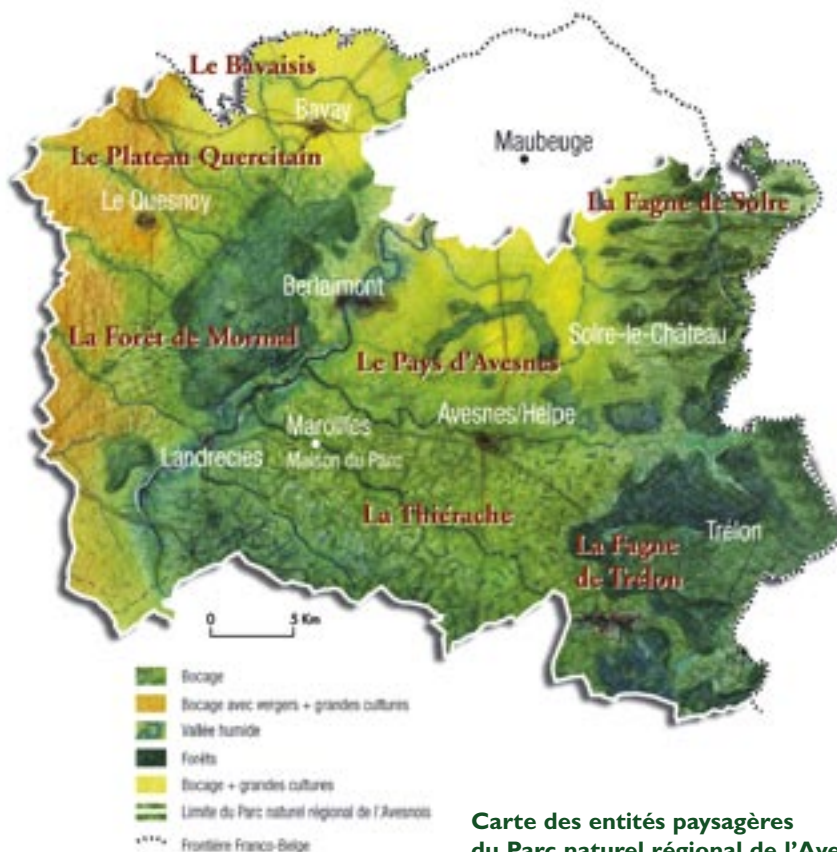 Le Bavaisis
Bavay
Maubeuge
Le Plateau Quercitain
Le Quesnoy
La Fagne de Solre
Berlaimont
La Forêt de Mormal
Solre-le-Château
Le Pays d'Avesnes
Avesnes/Helpe
Maroilles
Maison du Parc
Landrecies
La Thiérache
Trélon
La Fagne
de Trélon
0 5 Km
Bocage
Bocage avec vergers + grandes cultures
Vallée humide
Forêts
Bocage + grandes cultures
Limite du Parc naturel régional de l'Avesnois
Frontière Franco-Belge
Carte des entités paysagères
du Parc naturel régional de l'Ave